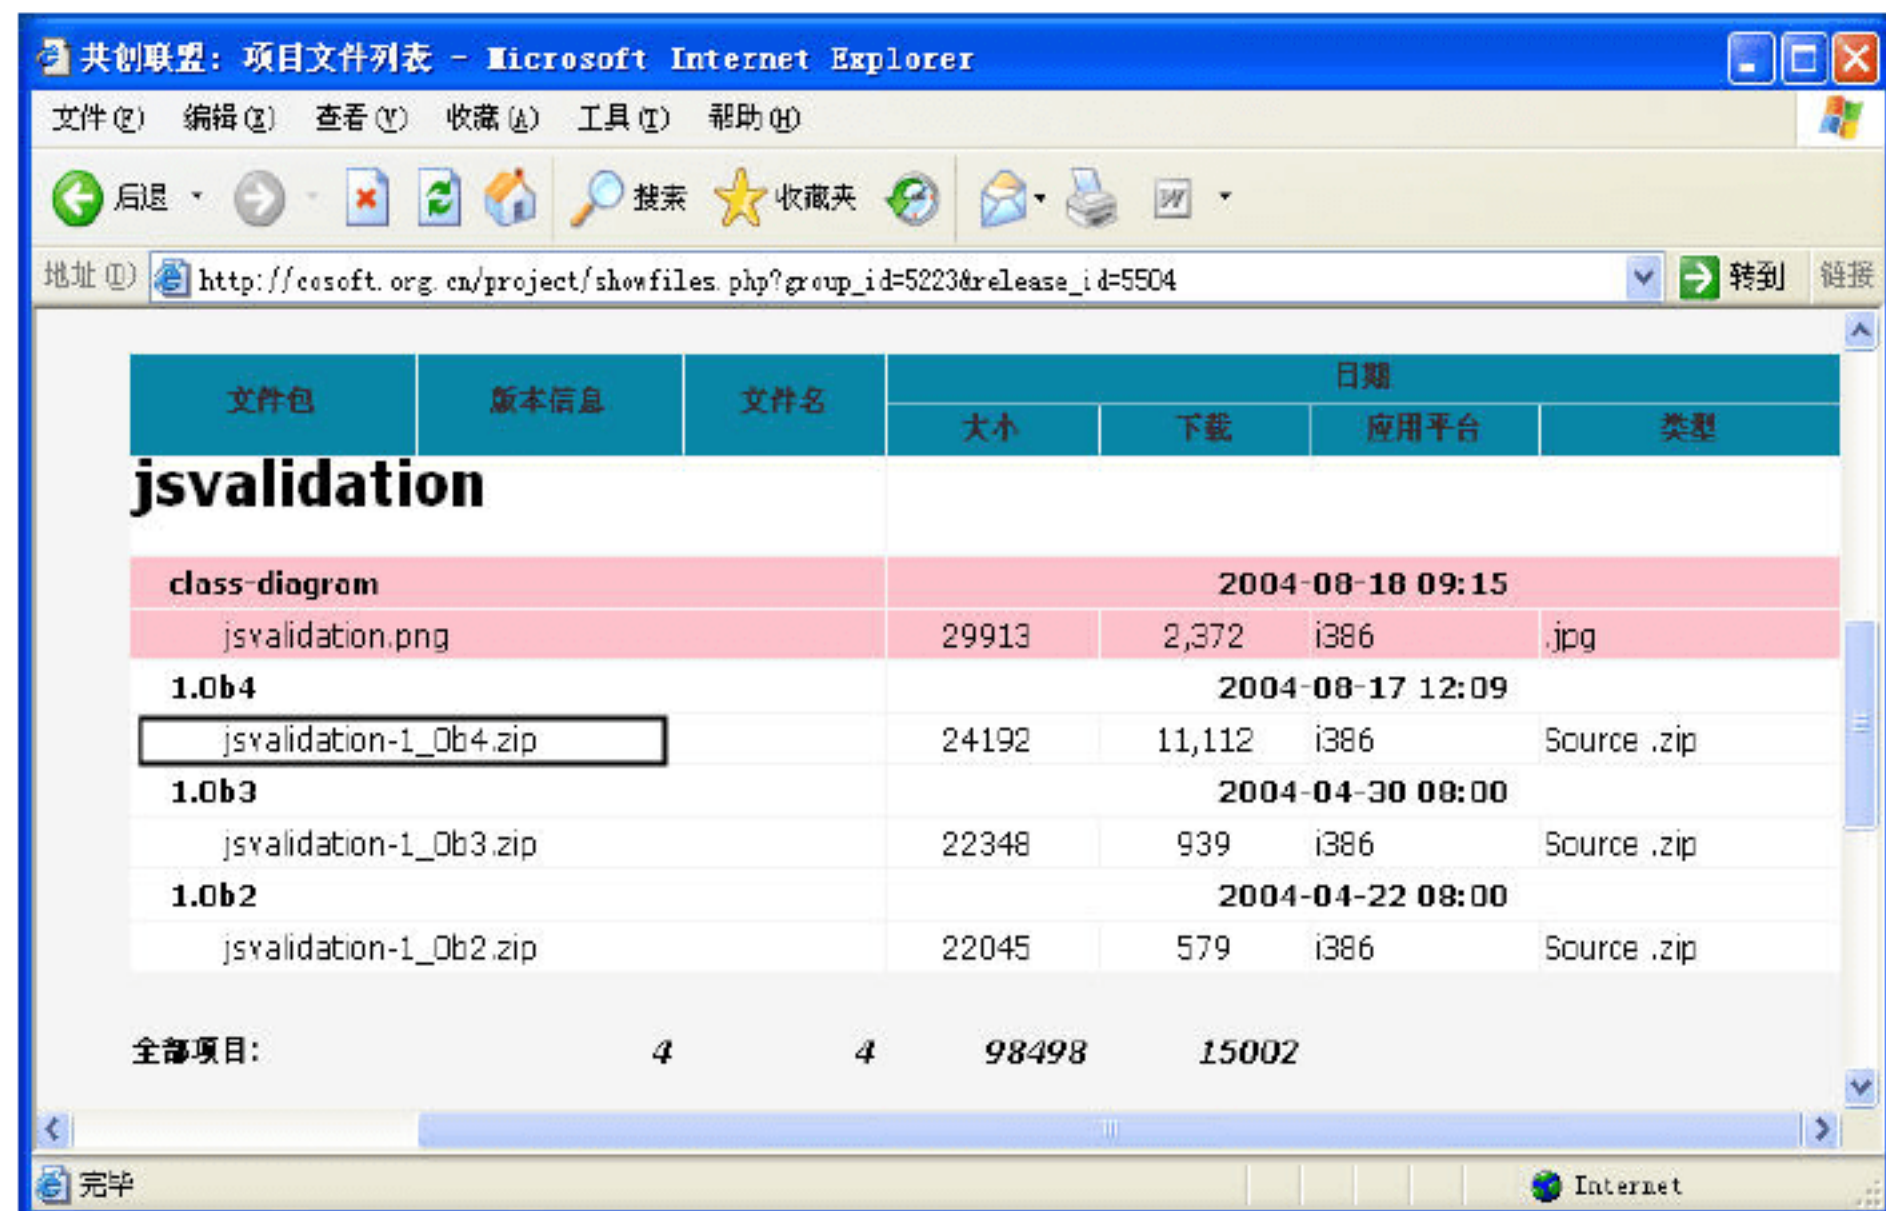 共创联盟: 项目文件列表 - Microsoft Internet Explorer
文件(F) 编辑(E) 查看(V) 收藏(A) 工具(T) 帮助(H)
后退 搜索 收藏夹
地址(D) http://cosoft.org.cn/project/showfiles.php?group_id=5223&release_id=5504 转到 链接
日期
文件包 版本信息 文件名
大小 下载 应用平台 类型
jsvalidation
class-diagram 2004-08-18 09:15
jsvalidation.png 29913 2,372 i386 .jpg
1.0b4 2004-08-17 12:09
jsvalidation-1_0b4.zip 24192 11,112 i386 Source .zip
1.0b3 2004-04-30 08:00
jsvalidation-1_0b3.zip 22348 939 i386 Source .zip
1.0b2 2004-04-22 08:00
jsvalidation-1_0b2.zip 22045 579 i386 Source .zip
全部项目: 4 4 98498 15002
完毕 Internet